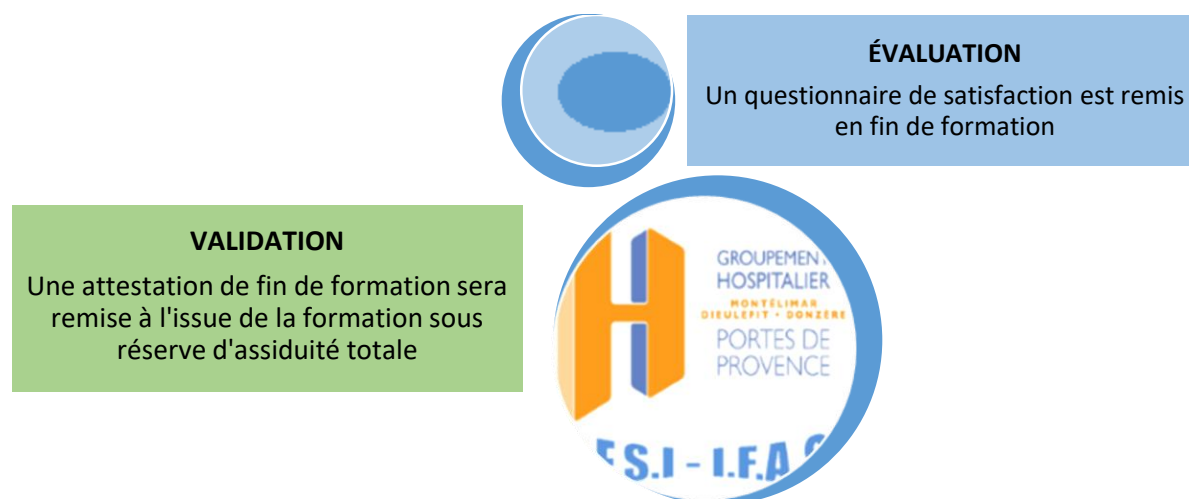 ÉVALUATION
Un questionnaire de satisfaction est remis
en fin de formation
VALIDATION
Une attestation de fin de formation sera
remise à l'issue de la formation sous
réserve d'assiduité totale
GROUPEMENT
HOSPITALIER
MONTÉLIMAR
DIEULEFIT • DONZÈRE
PORTES DE
PROVENCE
F.S.I - I.F.A